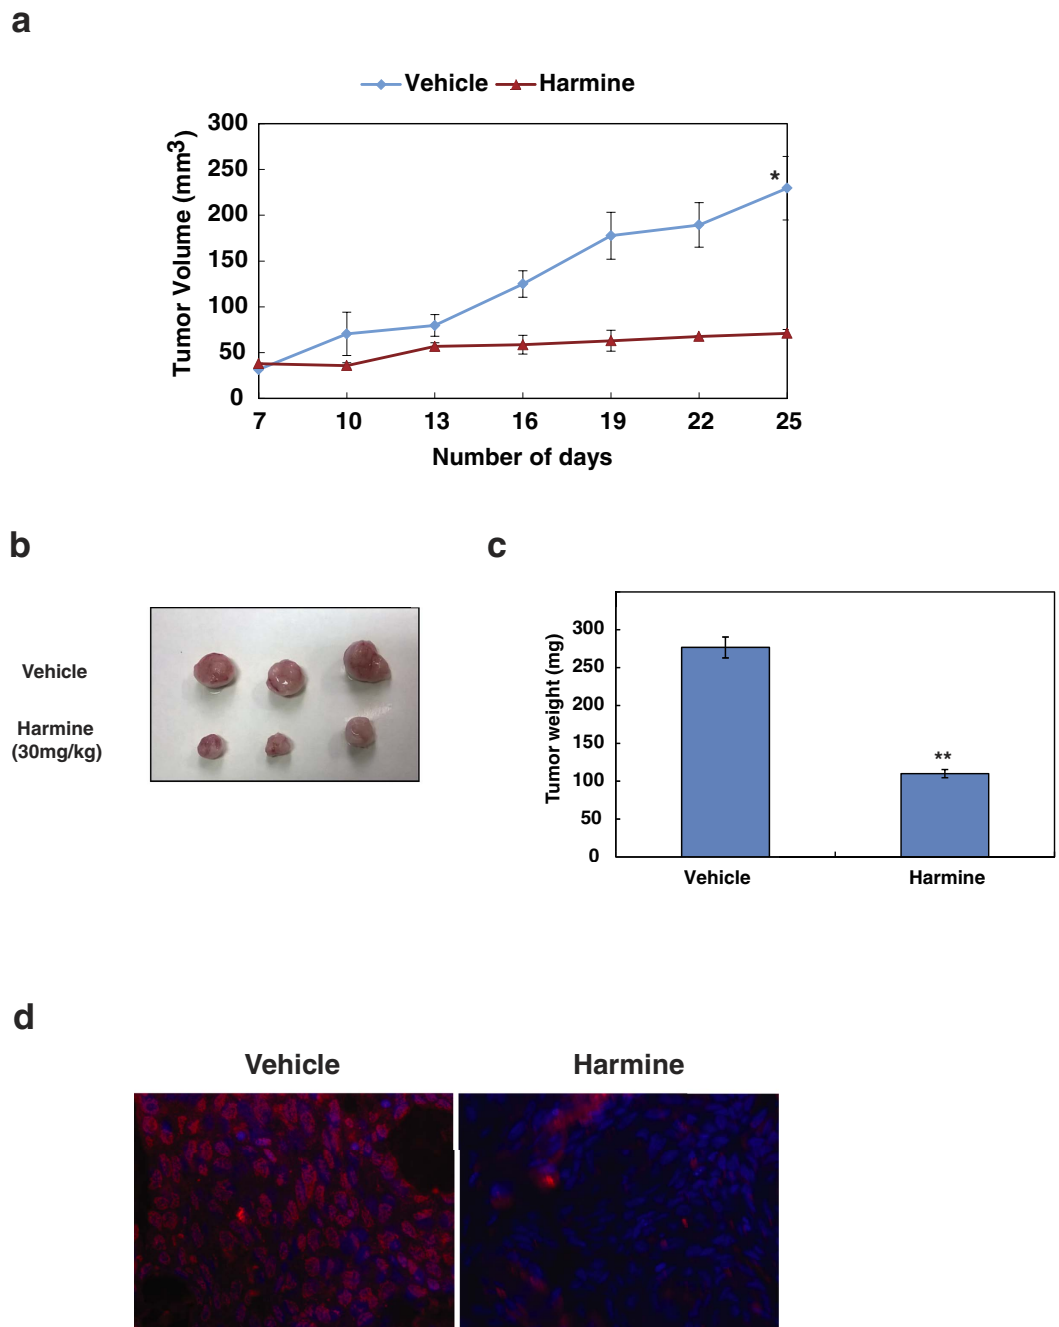 a
Vehicle Harmine
300
250
200
150
100
50
0
Tumor Volume (mm3)
*
7 10 13 16 19 22 25
Number of days
b
Vehicle
Harmine
(30mg/kg)
c
300
250
200
150
100
50
0
Tumor weight (mg)
**
Vehicle Harmine
d
Vehicle Harmine